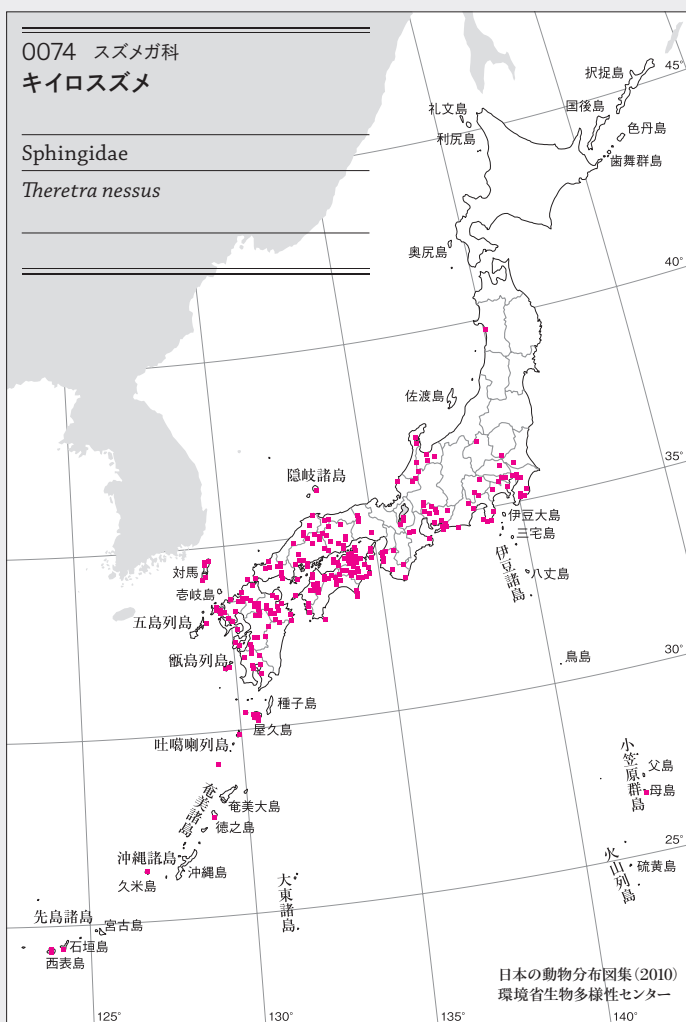 0074 スズメガ科
キイロスズメ
Sphingidae
Theretra nessus
45°
択捉島
国後島
礼文島
色丹島
利尻島
歯舞群島
奥尻島
40°
佐渡島
35°
隠岐諸島
伊豆大島
三宅島
伊豆諸島
八丈島
対馬
壱岐島
五島列島
甑島列島
鳥島
30°
種子島
屋久島
吐噶喇列島
小笠原群島
父島
母島
奄美諸島
奄美大島
徳之島
25°
沖縄諸島
沖縄島
久米島
火山列島
硫黄島
大東諸島
先島諸島
宮古島
石垣島
西表島
日本の動物分布図集(2010)
環境省生物多様性センター
125°
130°
135°
140°